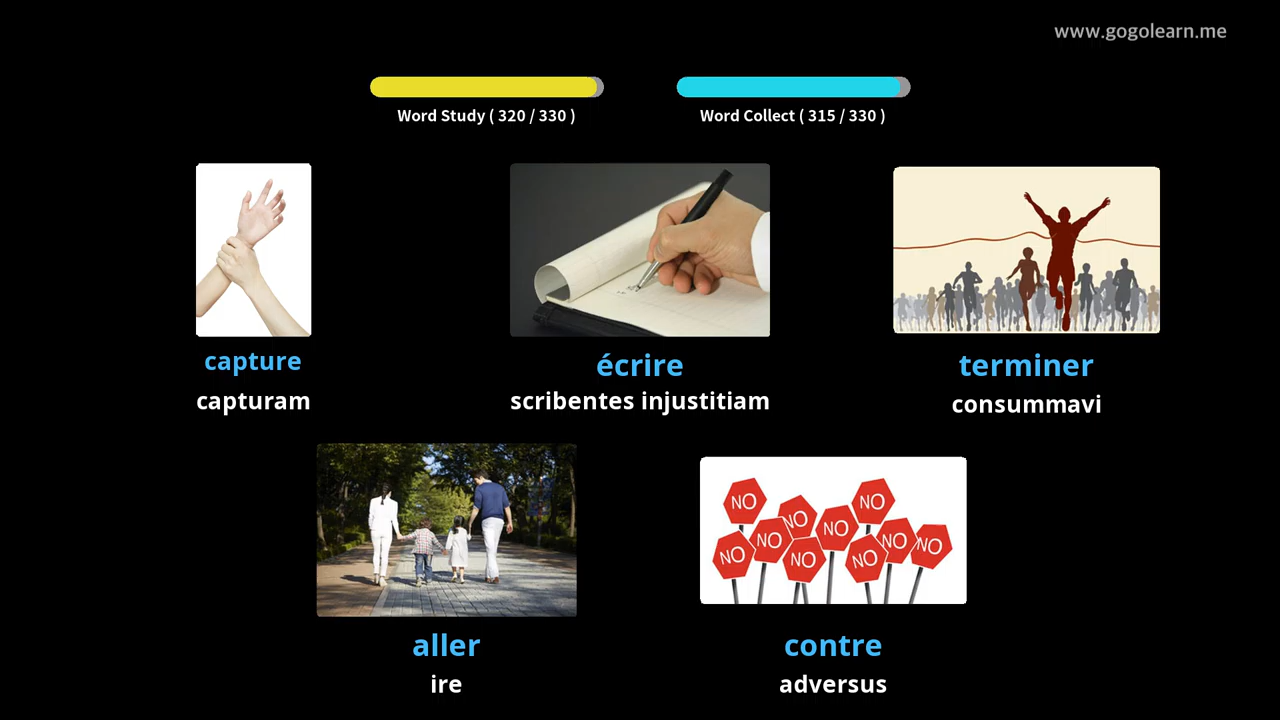 www.gogolearn.me
Word Study ( 320 / 330 )
Word Collect ( 315 / 330 )
capture
capturam
écrire
scribentes injustitiam
terminer
consummavi
NO
NO
NO
NO
NO
NO
NO
NO
NO
NO
aller
ire
contre
adversus